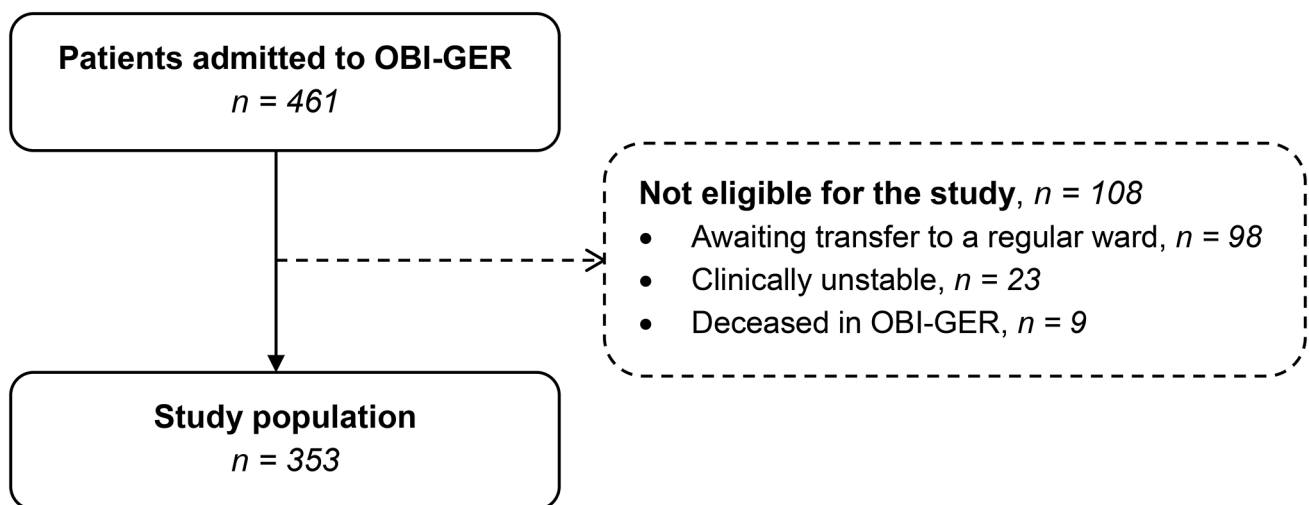 Patients admitted to OBI-GER
n = 461
Not eligible for the study, n = 108
• Awaiting transfer to a regular ward, n = 98
• Clinically unstable, n = 23
• Deceased in OBI-GER, n = 9
Study population
n = 353